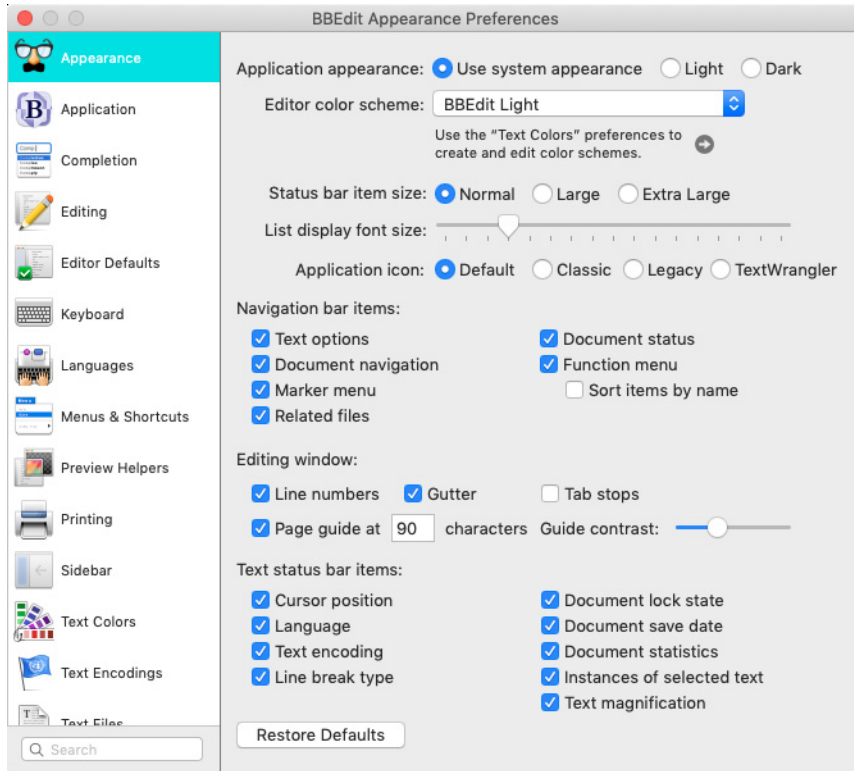 BBEdit Appearance Preferences
Appearance
Application
Completion
Editing
Editor Defaults
Keyboard
Languages
Menus & Shortcuts
Preview Helpers
Printing
Sidebar
Text Colors
Text Encodings
Text Files
Search
Application appearance: Use system appearance Light Dark
Editor color scheme: BBEdit Light
Use the “Text Colors” preferences to
create and edit color schemes.
Status bar item size: Normal Large Extra Large
List display font size:
Application icon: Default Classic Legacy TextWrangler
Navigation bar items:
Text options Document status
Document navigation Function menu
Marker menu Sort items by name
Related files
Editing window:
Line numbers Gutter Tab stops
Page guide at 90 characters Guide contrast:
Text status bar items:
Cursor position Document lock state
Language Document save date
Text encoding Document statistics
Line break type Instances of selected text
Text magnification
Restore Defaults